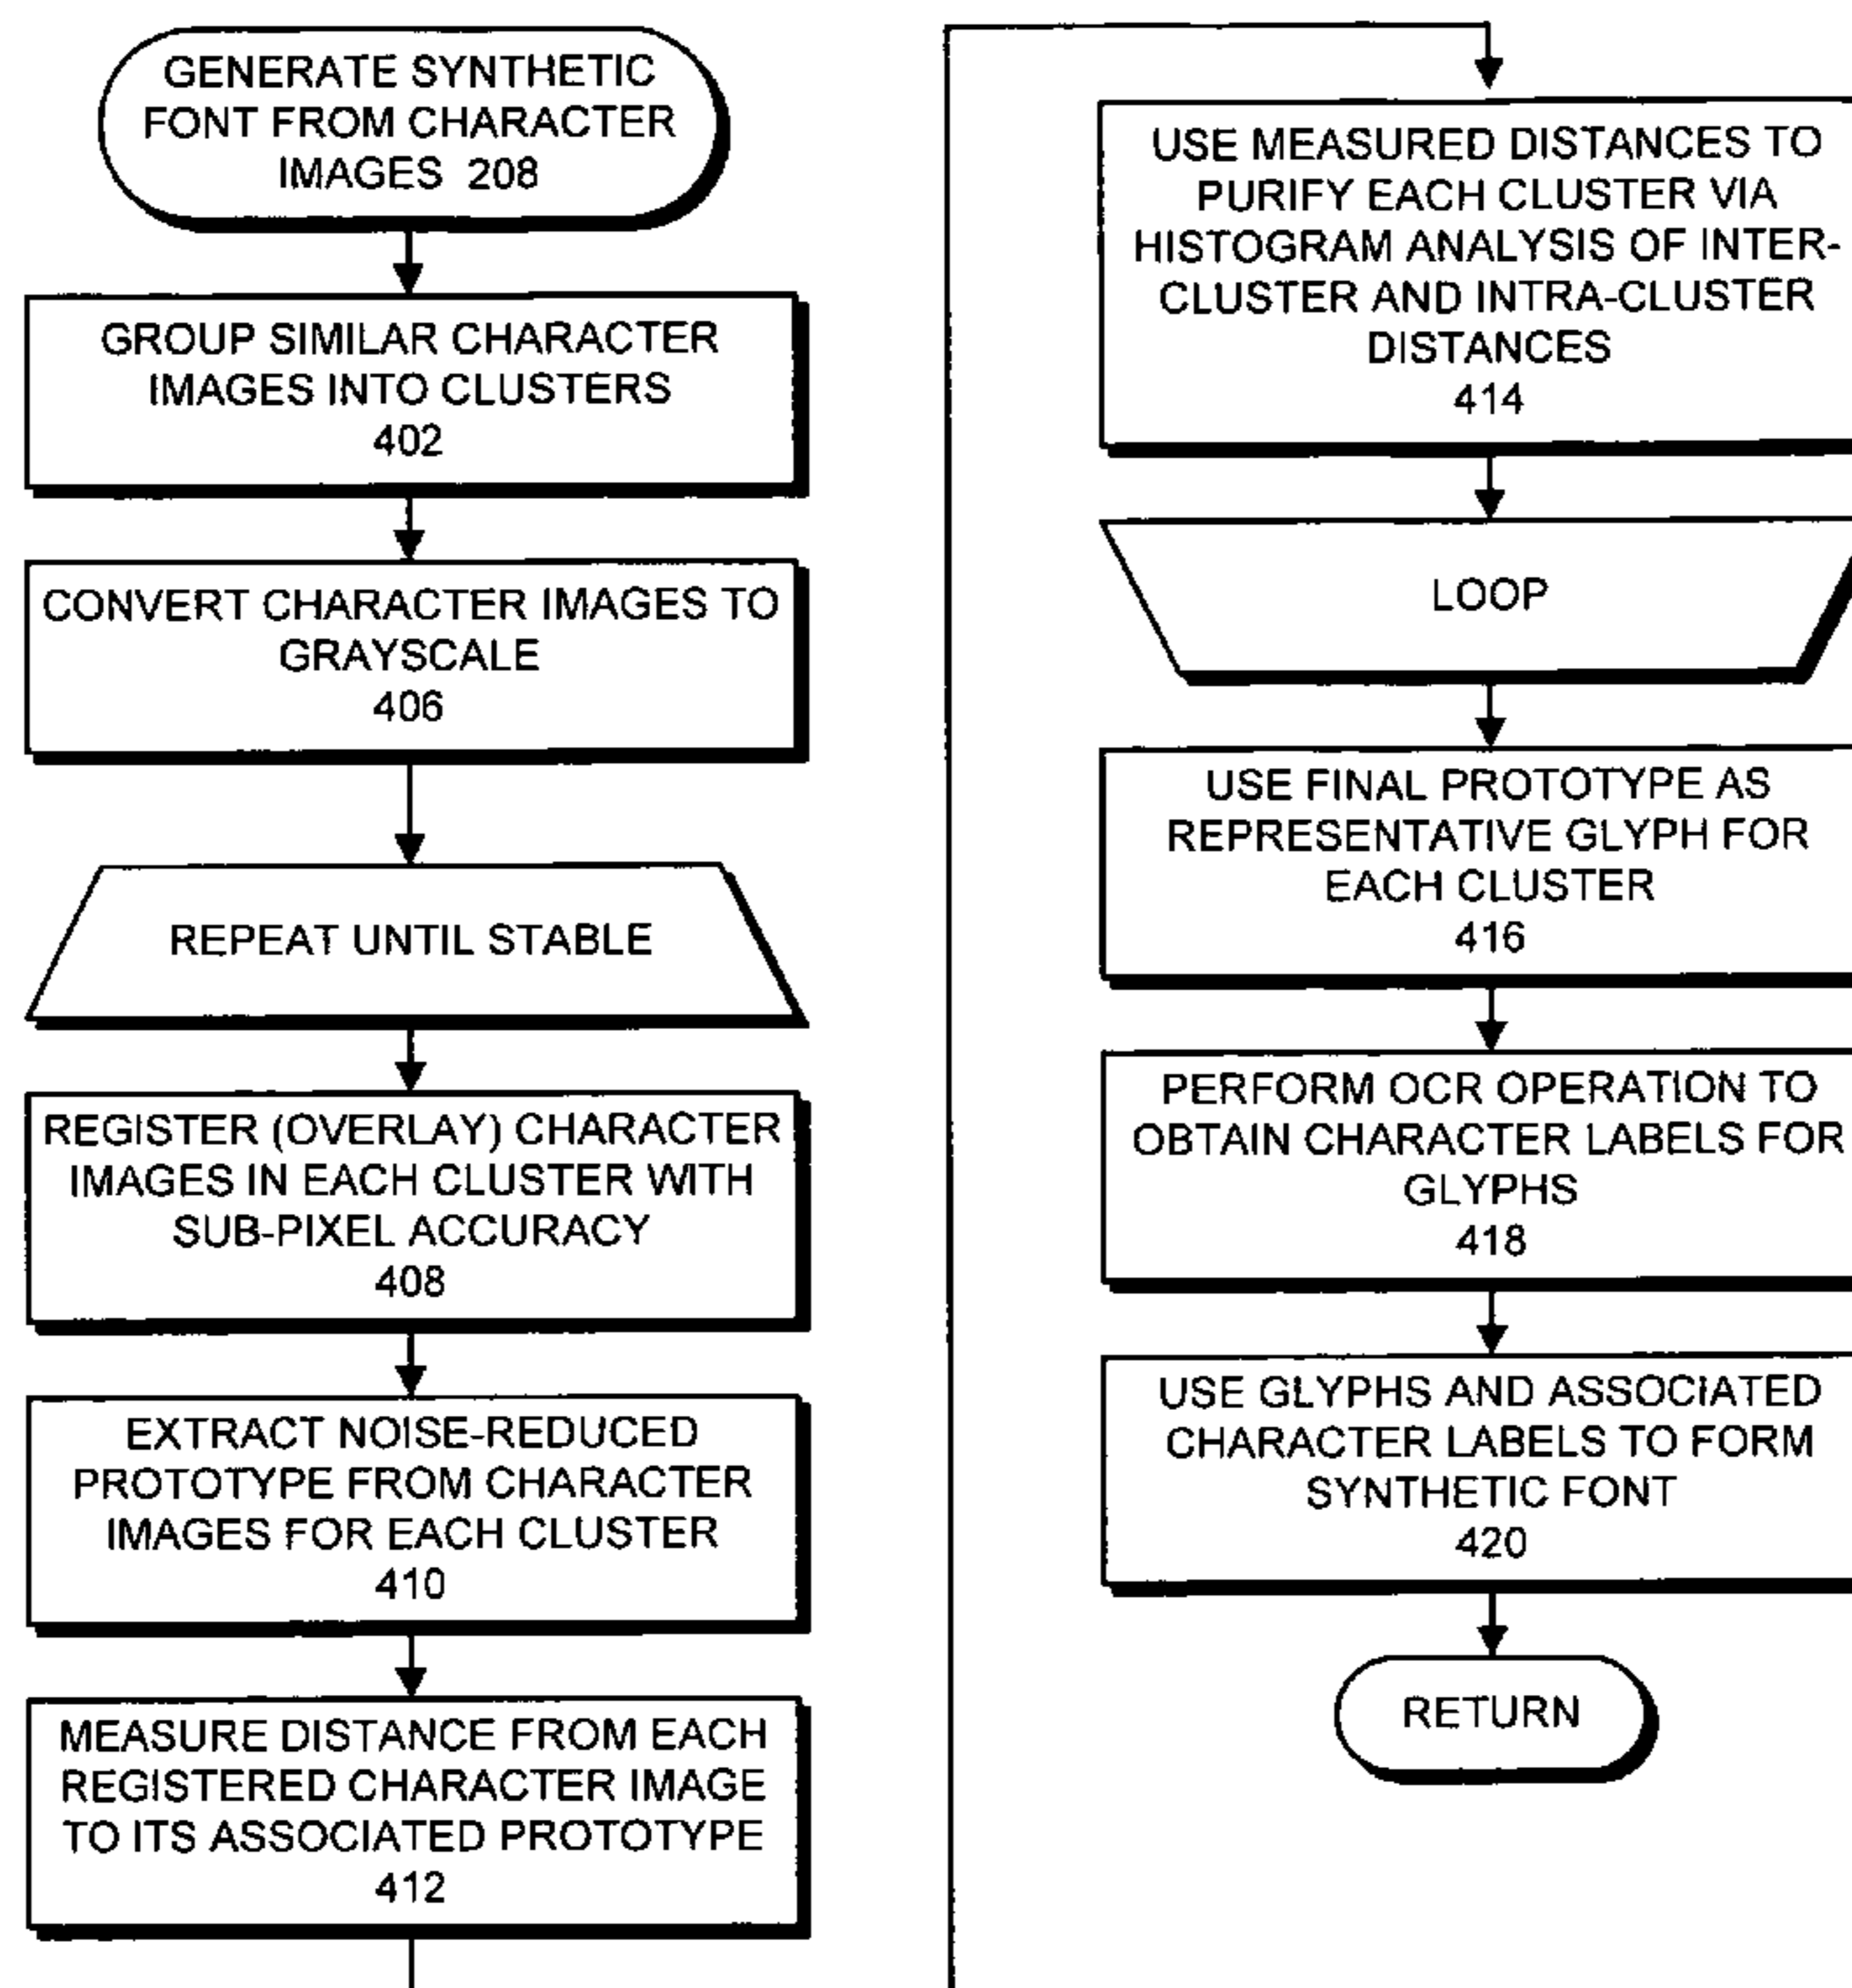 GENERATE SYNTHETIC
FONT FROM CHARACTER
IMAGES 208
GROUP SIMILAR CHARACTER
IMAGES INTO CLUSTERS
402
CONVERT CHARACTER IMAGES TO
GRAYSCALE
406
REPEAT UNTIL STABLE
REGISTER (OVERLAY) CHARACTER
IMAGES IN EACH CLUSTER WITH
SUB-PIXEL ACCURACY
408
EXTRACT NOISE-REDUCED
PROTOTYPE FROM CHARACTER
IMAGES FOR EACH CLUSTER
410
MEASURE DISTANCE FROM EACH
REGISTERED CHARACTER IMAGE
TO ITS ASSOCIATED PROTOTYPE
412
USE MEASURED DISTANCES TO
PURIFY EACH CLUSTER VIA
HISTOGRAM ANALYSIS OF INTER-
CLUSTER AND INTRA-CLUSTER
DISTANCES
414
LOOP
USE FINAL PROTOTYPE AS
REPRESENTATIVE GLYPH FOR
EACH CLUSTER
416
PERFORM OCR OPERATION TO
OBTAIN CHARACTER LABELS FOR
GLYPHS
418
USE GLYPHS AND ASSOCIATED
CHARACTER LABELS TO FORM
SYNTHETIC FONT
420
RETURN